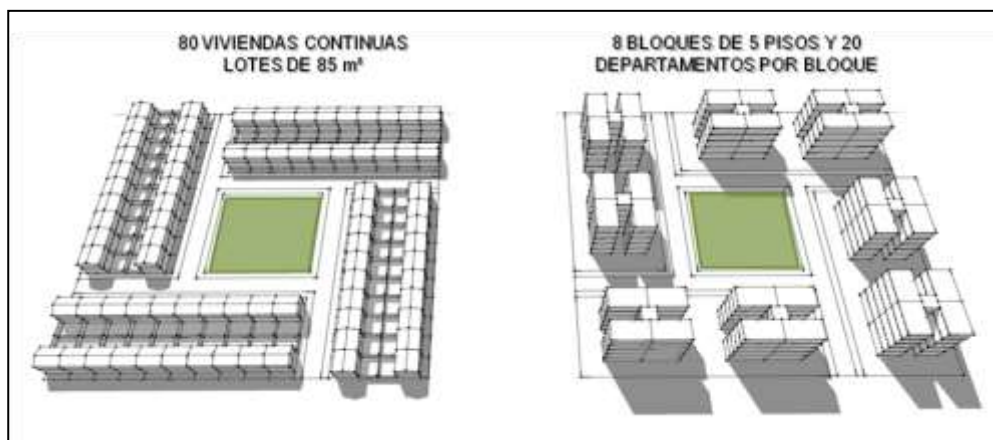 80 VIVIENDAS CONTINUAS
LOTES DE 85 m²
8 BLOQUES DE 5 PISOS Y 20
DEPARTAMENTOS POR BLOQUE